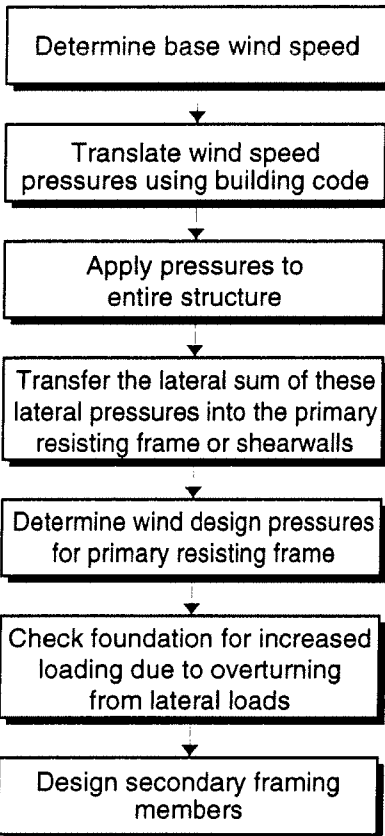 Determine base wind speed
Translate wind speed
pressures using building code
Apply pressures to
entire structure
Transfer the lateral sum of these
lateral pressures into the primary
resisting frame or shearwalls
Determine wind design pressures
for primary resisting frame
Check foundation for increased
loading due to overturning
from lateral loads
Design secondary framing
members